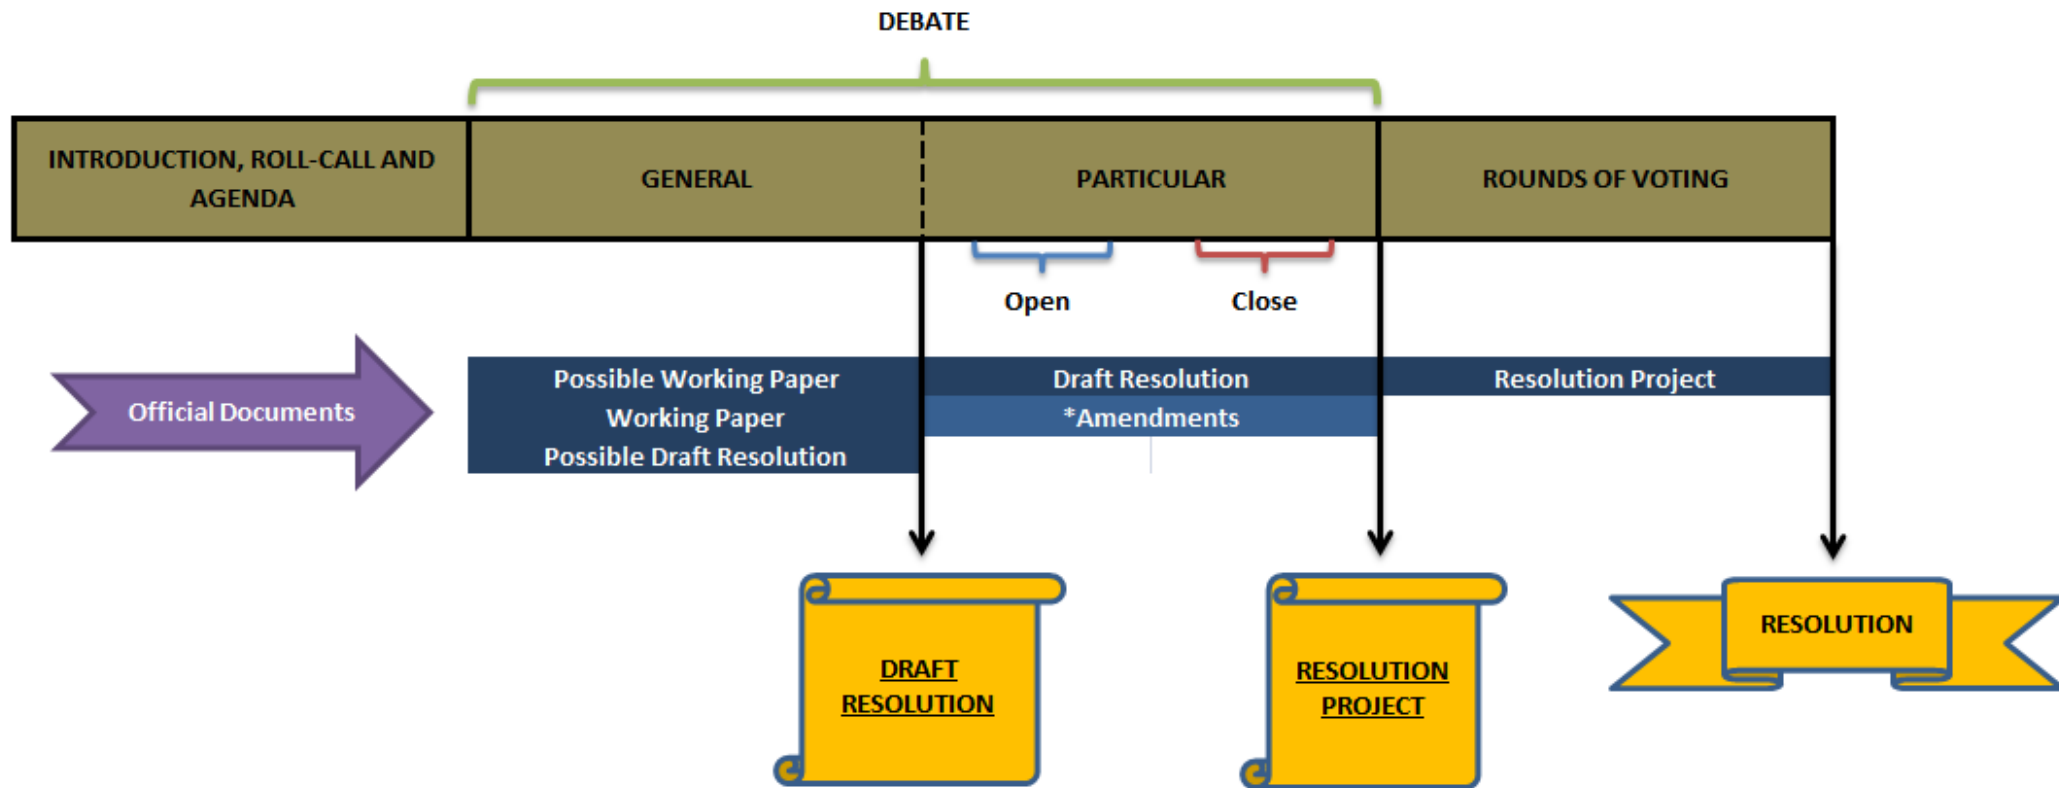 DEBATE
INTRODUCTION, ROLL-CALL AND
AGENDA
GENERAL
PARTICULAR
ROUNDS OF VOTING
Open
Close
Official Documents
Possible Working Paper
Working Paper
Possible Draft Resolution
Draft Resolution
*Amendments
Resolution Project
DRAFT
RESOLUTION
RESOLUTION
PROJECT
RESOLUTION